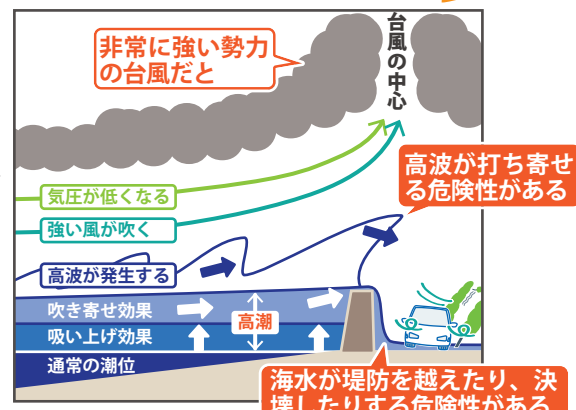 非常に強い勢力
の台風だと
台風の中心
高波が打ち寄せ
る危険性がある
気圧が低くなる
強い風が吹く
高波が発生する
吹き寄せ効果
高潮
吸い上げ効果
通常の潮位
海水が堤防を越えたり、決
壊したりする危険性がある